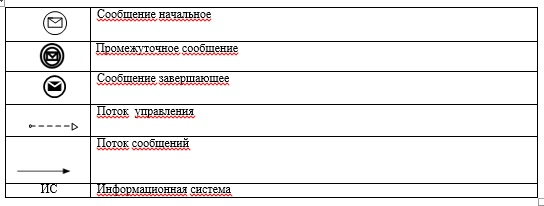 Сообщение начальное
Промежуточное сообщение
Сообщение завершающее
Поток управления
Поток сообщений
ИС Информационная система